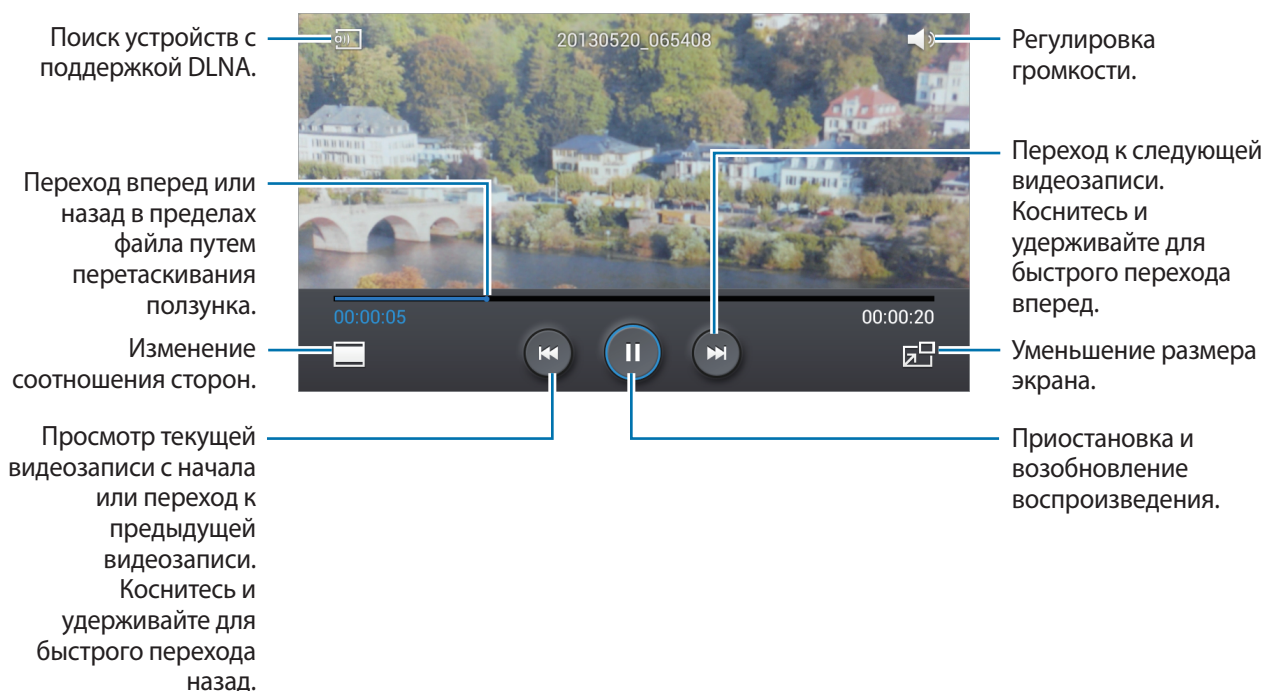 Поиск устройств с
поддержкой DLNA.
20130520_065408
Регулировка
громкости.
Переход вперед или
назад в пределах
файла путем
перетаскивания
ползунка.
Переход к следующей
видеозаписи.
Коснитесь и
удерживайте для
быстрого перехода
вперед.
00:00:05
00:00:20
Изменение
соотношения сторон.
Уменьшение размера
экрана.
Просмотр текущей
видеозаписи с начала
или переход к
предыдущей
видеозаписи.
Коснитесь и
удерживайте для
быстрого перехода
назад.
Приостановка и
возобновление
воспроизведения.